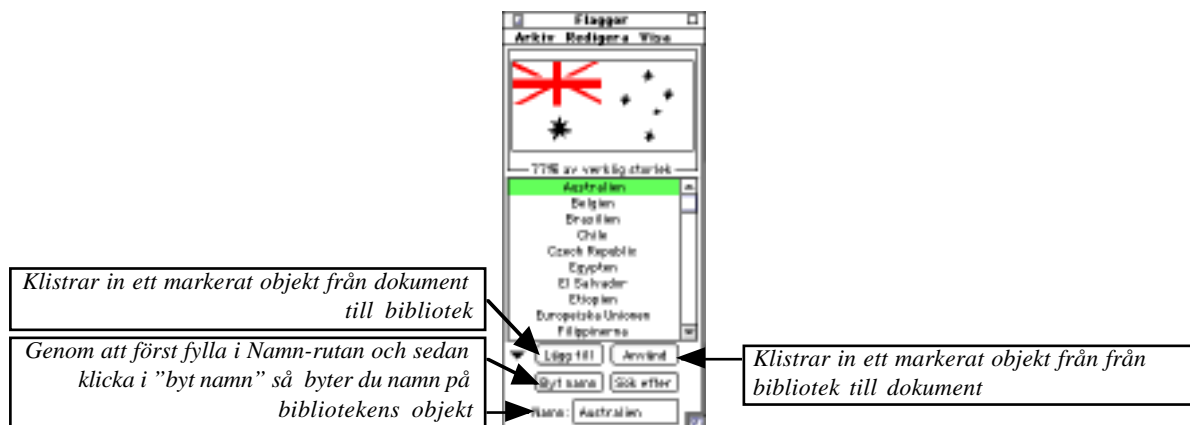 Flaggor
Arkiv Redigera Visa
77% av verklig storlek
Australien
Belgien
Brasilien
Chile
Czech Republic
Egypten
El Salvador
Etiopien
Europeiska Unionen
Filippinerna
Klistrar in ett markerat objekt från dokument
till bibliotek
Lägg till Använd
Genom att först fylla i Namn-rutan och sedan
klicka i ”byt namn” så byter du namn på
bibliotekens objekt
Klistrar in ett markerat objekt från från
bibliotek till dokument
Byt namn Sök efter
Namn: Australien